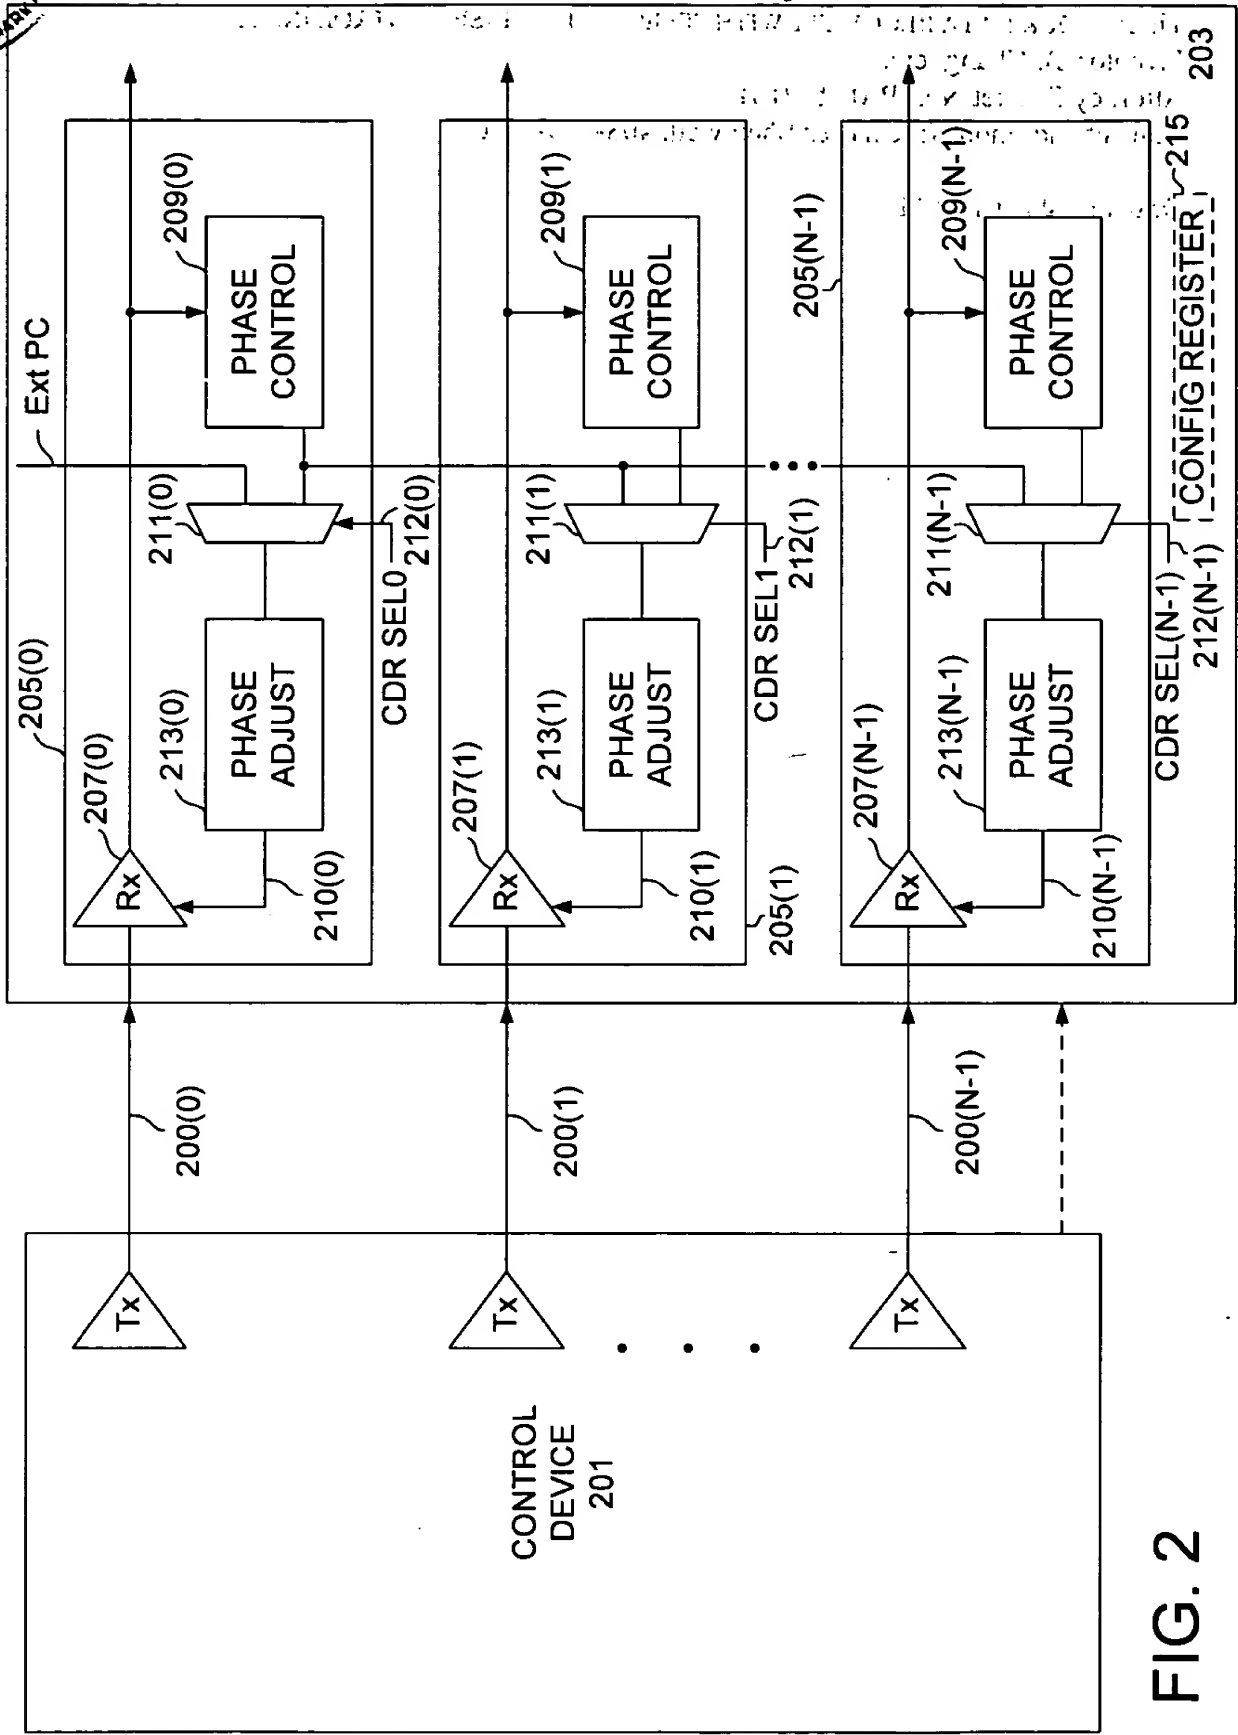 203
215
CONFIG REGISTER
Ext PC
205(0)
207(0)
Rx
209(0)
PHASE
CONTROL
211(0)
212(0)
CDR SEL0
213(0)
PHASE
ADJUST
210(0)
205(1)
207(1)
Rx
209(1)
PHASE
CONTROL
211(1)
212(1)
CDR SEL1
213(1)
PHASE
ADJUST
210(1)
205(N-1)
207(N-1)
Rx
209(N-1)
PHASE
CONTROL
211(N-1)
CDR SEL(N-1)
212(N-1)
213(N-1)
PHASE
ADJUST
210(N-1)
200(0)
200(1)
200(N-1)
Tx
Tx
Tx
CONTROL
DEVICE
201
FIG. 2